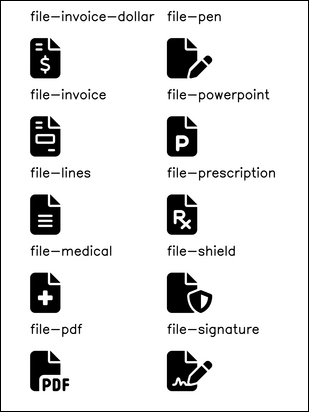 file-invoice-dollar file-pen
$
file-invoice file-powerpoint
P
file-lines file-prescription
Rx
file-medical file-shield
file-pdf file-signature
PDF